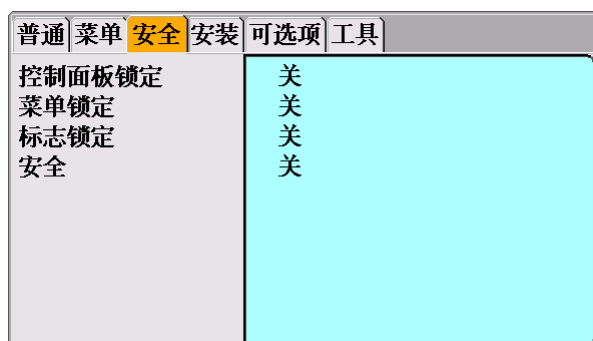 普通 菜单 安全 安装 可选项 工具
控制面板锁定 关
菜单锁定 关
标志锁定 关
安全 关